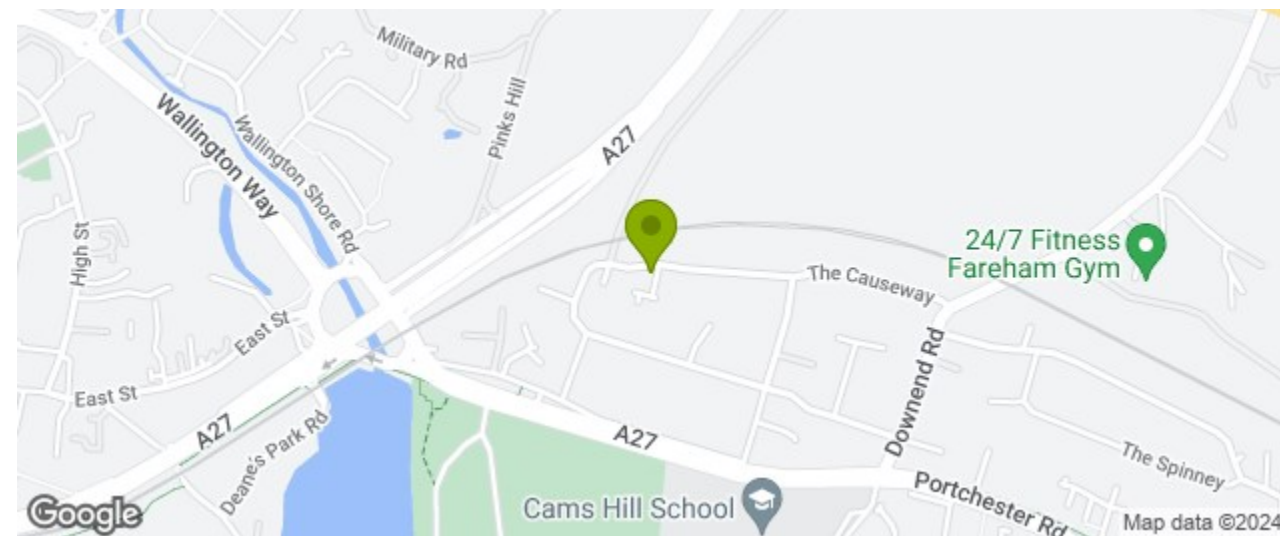 Military Rd
Pinks Hill
Wallington Way
Wallington Shore Rd
A27
High St
24/7 Fitness
Fareham Gym
The Causeway
East St
East St
Downend Rd
A27
Deane's Park Rd
A27
The Spinney
Portchester Rd
Cams Hill School
Google
Map data ©2024